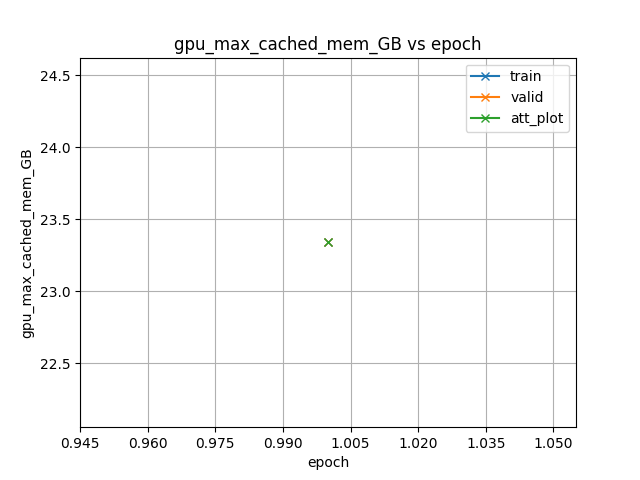 gpu_max_cached_mem_GB vs epoch
24.5
24.0
23.5
23.0
22.5
gpu_max_cached_mem_GB
train
valid
att_plot
0.945 0.960 0.975 0.990 1.005 1.020 1.035 1.050
epoch